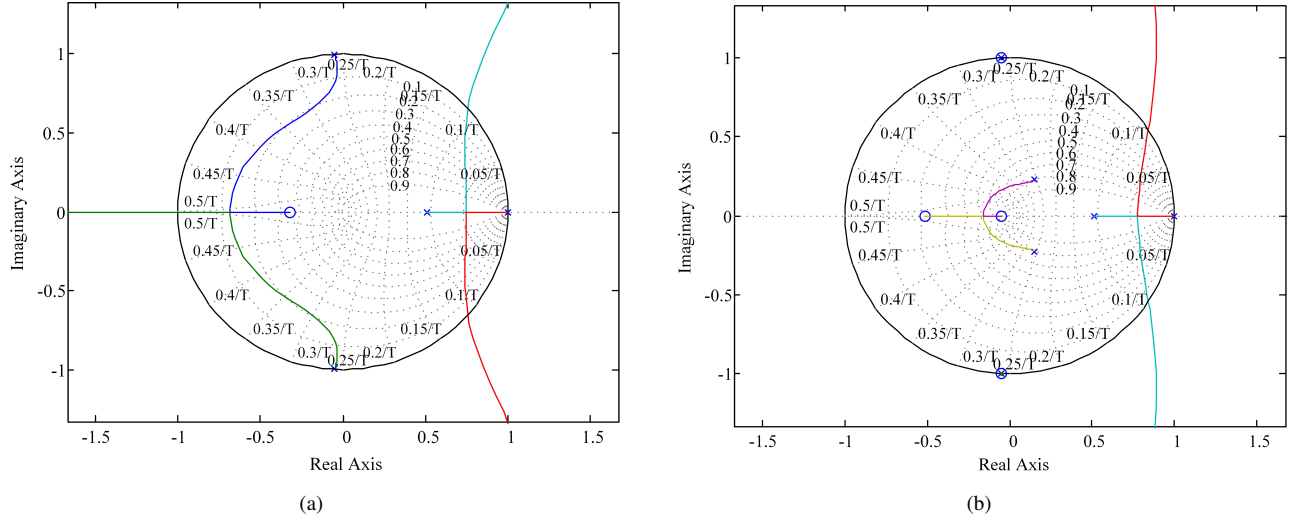 1
0.5
0
-0.5
-1
-1.5
-1
-0.5
0
0.5
1
1.5
Imaginary Axis
Real Axis
0.25/T
0.3/T
0.2/T
0.35/T
0.15/T
0.4/T
0.1/T
0.45/T
0.05/T
0.5/T
0.5/T
0.45/T
0.05/T
0.4/T
0.1/T
0.35/T
0.15/T
0.3/T
0.25/T
0.2/T
0.1
0.2
0.3
0.4
0.5
0.6
0.7
0.8
0.9
(a)
1
0.5
0
-0.5
-1
-1.5
-1
-0.5
0
0.5
1
1.5
Imaginary Axis
Real Axis
0.25/T
0.3/T
0.2/T
0.35/T
0.15/T
0.4/T
0.1/T
0.45/T
0.05/T
0.5/T
0.5/T
0.45/T
0.05/T
0.4/T
0.1/T
0.35/T
0.15/T
0.3/T
0.25/T
0.2/T
0.1
0.2
0.3
0.4
0.5
0.6
0.7
0.8
0.9
(b)